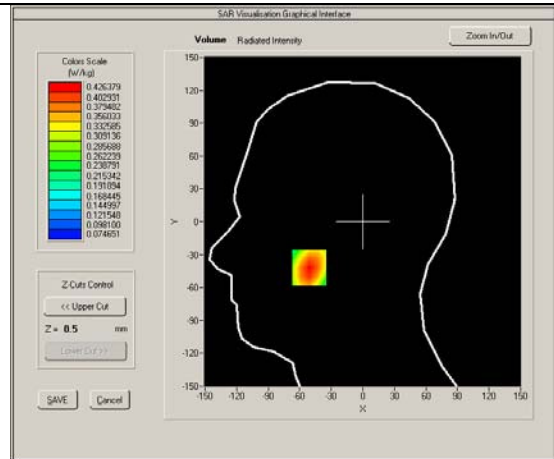 SAR Visualisation Graphical Interface
Volume Radiated Intensity
Zoom In/Out
Colors Scale
(W/kg)
0.426379
0.402931
0.379482
0.356033
0.332585
0.309136
0.285688
0.262239
0.238791
0.215342
0.191894
0.168445
0.144997
0.121548
0.098100
0.074651
Z-Cuts Control
<< Upper Cut
Z = 0.5 mm
Lower Cut >>
SAVE
Cancel
150
120
90
60
30
0
-30
-60
-90
-120
-150
Y
-150 -120 -90 -60 -30 0 30 60 90 120 150
X